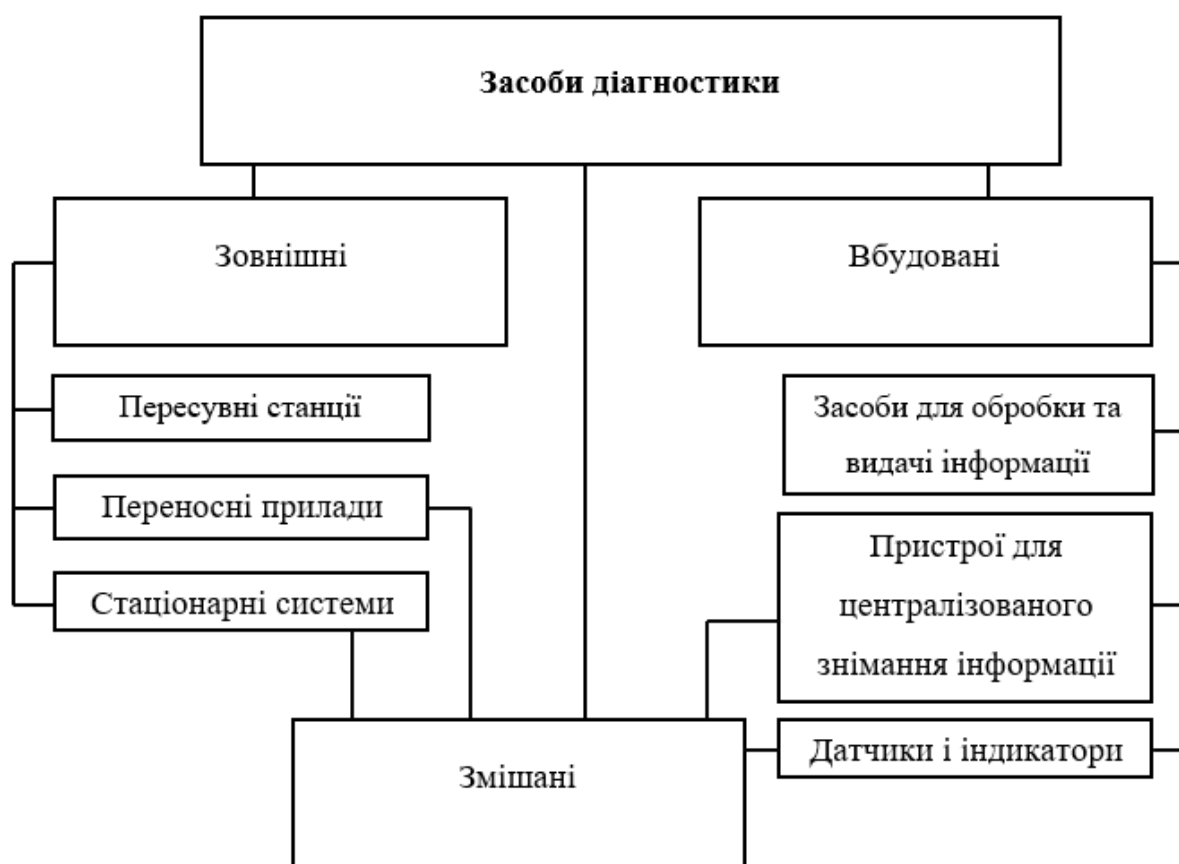 Засоби діагностики
Зовнішні
Вбудовані
Пересувні станції
Переносні прилади
Стаціонарні системи
Засоби для обробки та
видачі інформації
Пристрої для
централізованого
знімання інформації
Датчики і індикатори
Змішані